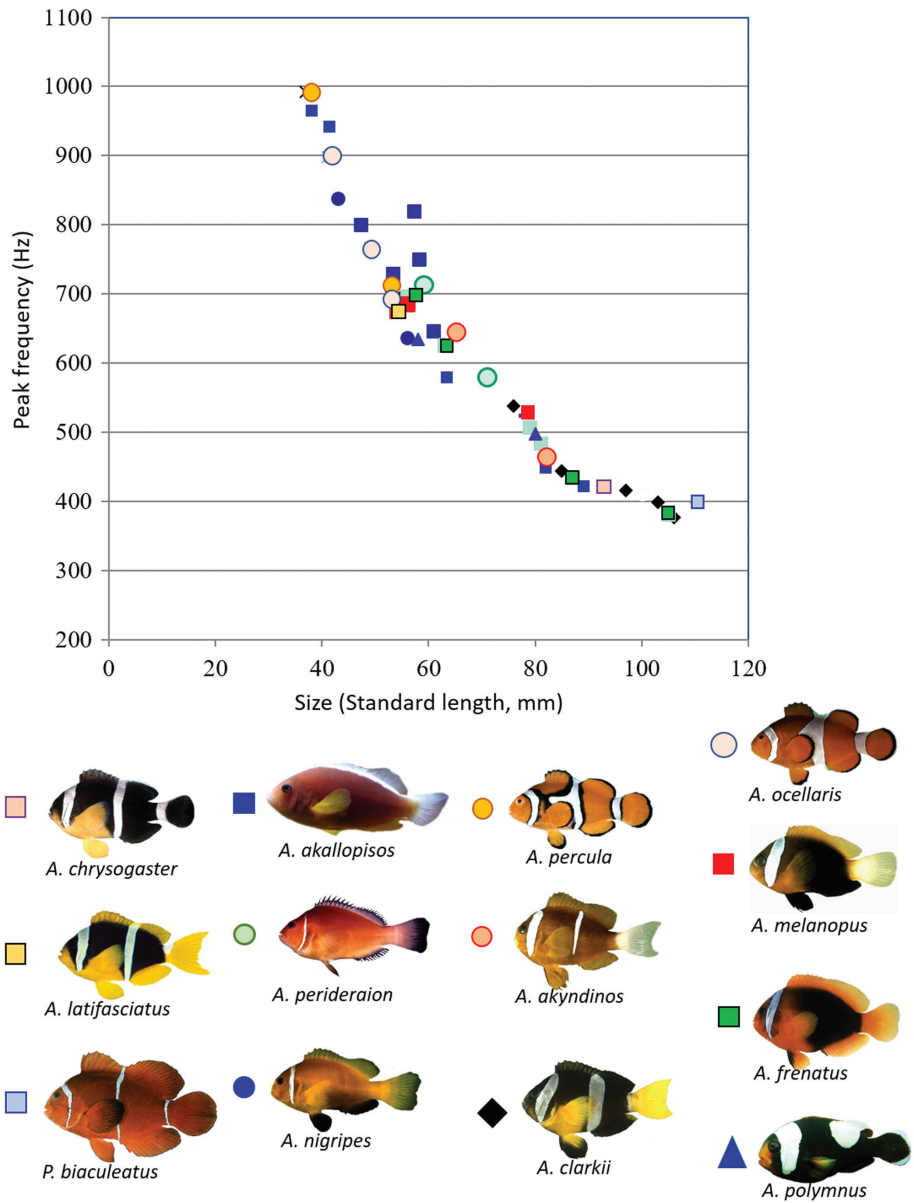 1100
1000
900
800
700
600
500
400
300
200
Peak frequency (Hz)
0 20 40 60 80 100 120
Size (Standard length, mm)
A. ocellaris
A. chrysogaster
A. akallopisos
A. percula
A. melanopus
A. latifasciatus
A. perideraion
A. akyndinos
A. frenatus
P. biaculeatus
A. nigripes
A. clarkii
A. polymnus